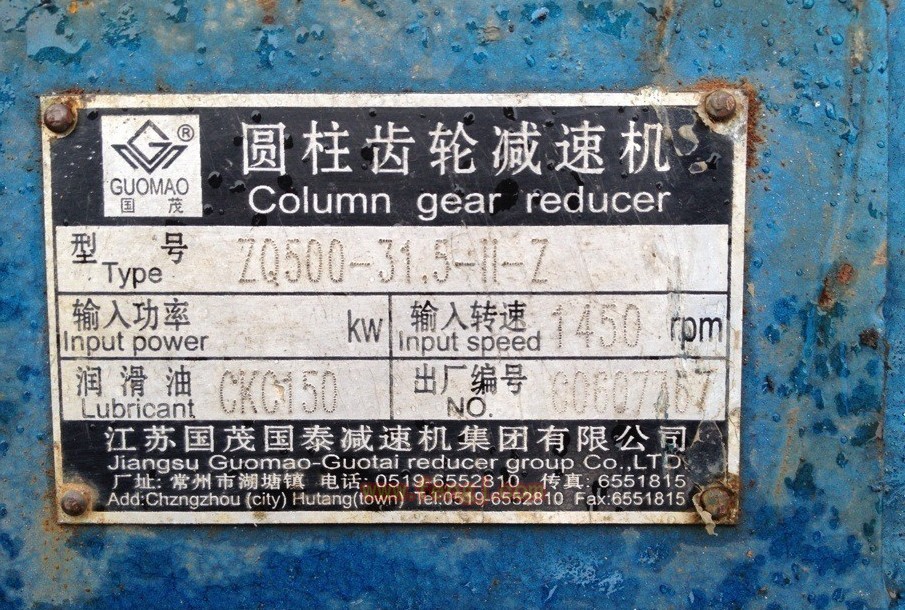 ®
GUOMAO
国茂
圆柱齿轮减速机
Column gear reducer
型号 ZQ500-31.5-II-Z
Type
输入功率 kw 输入转速 1450 rpm
Input power Input speed
润滑油 CKC150 出厂编号
Lubricant NO.
江苏国茂国泰减速机集团有限公司
Jiangsu Guomao-Guotai reducer group Co.,LTD.
厂址: 常州市湖塘镇 电话: 0519-6552810 传真: 6551815
Add:Chzngzhou (city) Hutang(town) Tel:0519-6552810 Fax:6551815